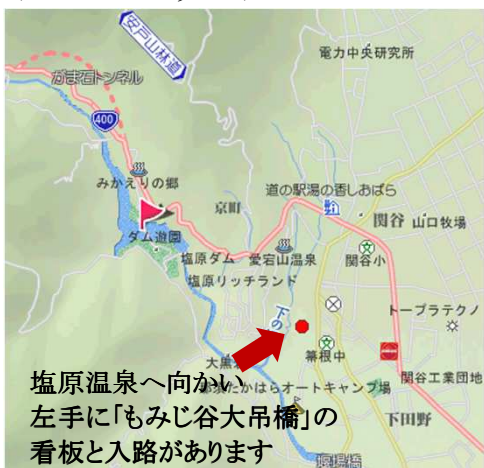 安戸山林道
電力中央研究所
がま石トンネル
400
みかえりの郷
道の駅湯の香しおばら
京町
関谷
山口牧場
ダム遊園
塩原ダム
愛宕山温泉
関谷小
塩原リッチランド
下の
トープラテクノ
箒根中
大黒
関谷工業団地
たかはらオートキャンプ場
下田野
塩原温泉へ向かい
左手に「もみじ谷大吊橋」の
看板と入路があります